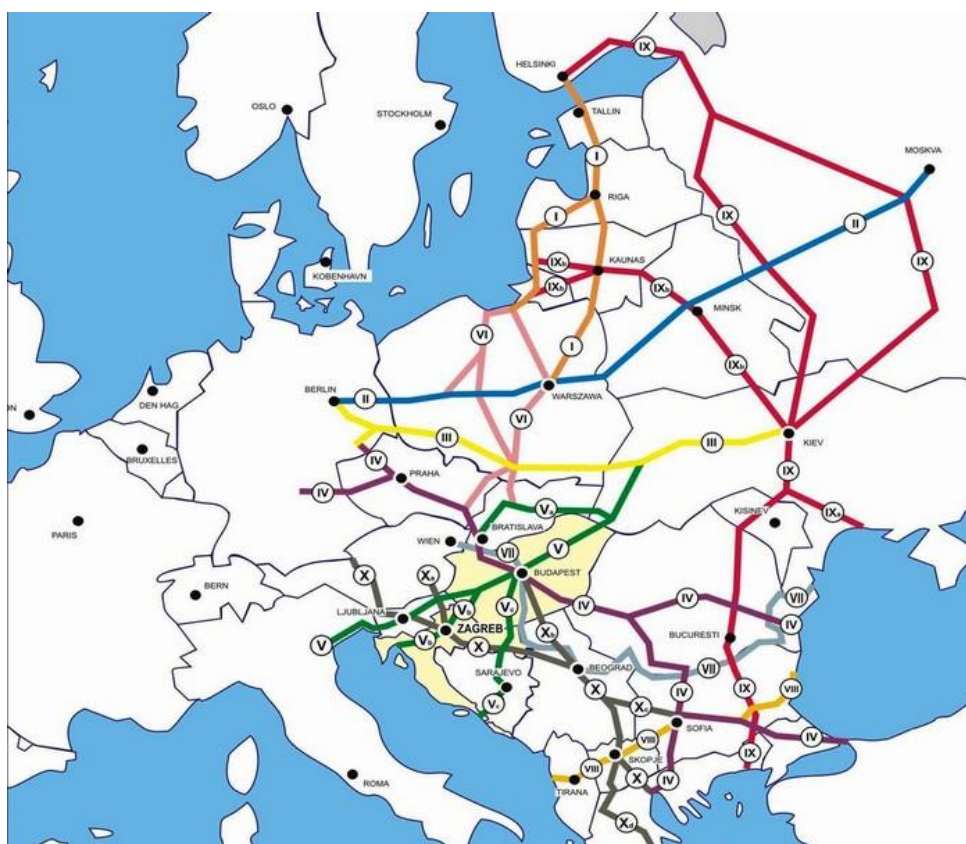 IX
HELSINKI
OSLO
STOCKHOLM
TALLIN
I
MOSKVA
RIGA
I
IX
II
IX
KOBENHAVN
IXb
KAUNAS
IXb
IXb
MINSK
VI
I
IXb
BERLIN
II
WARSZAWA
DEN HAG
ON
VI
III
III
KIEV
BRUXELLES
IV
PRAHA
IX
IV
Va
KISINEV
IXa
PARIS
WIEN
BRATISLAVA
VII
V
BUDAPEST
X
Xa
BERN
VII
IV
IV
LJUBLJANA
Vb
Vc
ZAGREB
Xb
IV
V
Vb
X
BUCURESTI
BEOGRAD
VII
SARAJEVO
X
IV
IX
VIII
Vc
Xc
SOFIA
IV
VIII
IX
SKOPJE
VIII
X
IV
ROMA
TIRANA
Xd